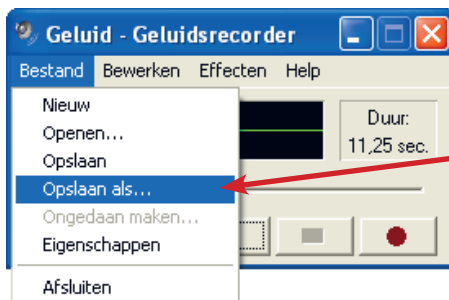 Geluid - Geluidsrecorder
Bestand Bewerken Effecten Help
Nieuw
Openen...
Opslaan
Opslaan als...
Ongedaan maken...
Eigenschappen
Afsluiten
Duur:
11,25 sec.